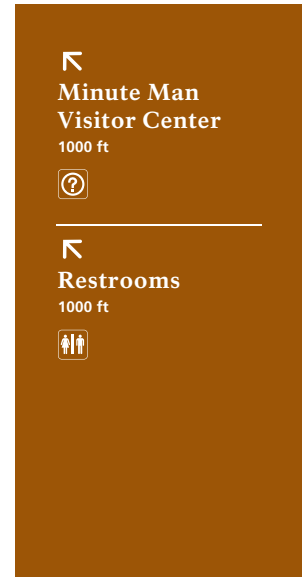 Minute Man
Visitor Center
1000 ft
?
Restrooms
1000 ft